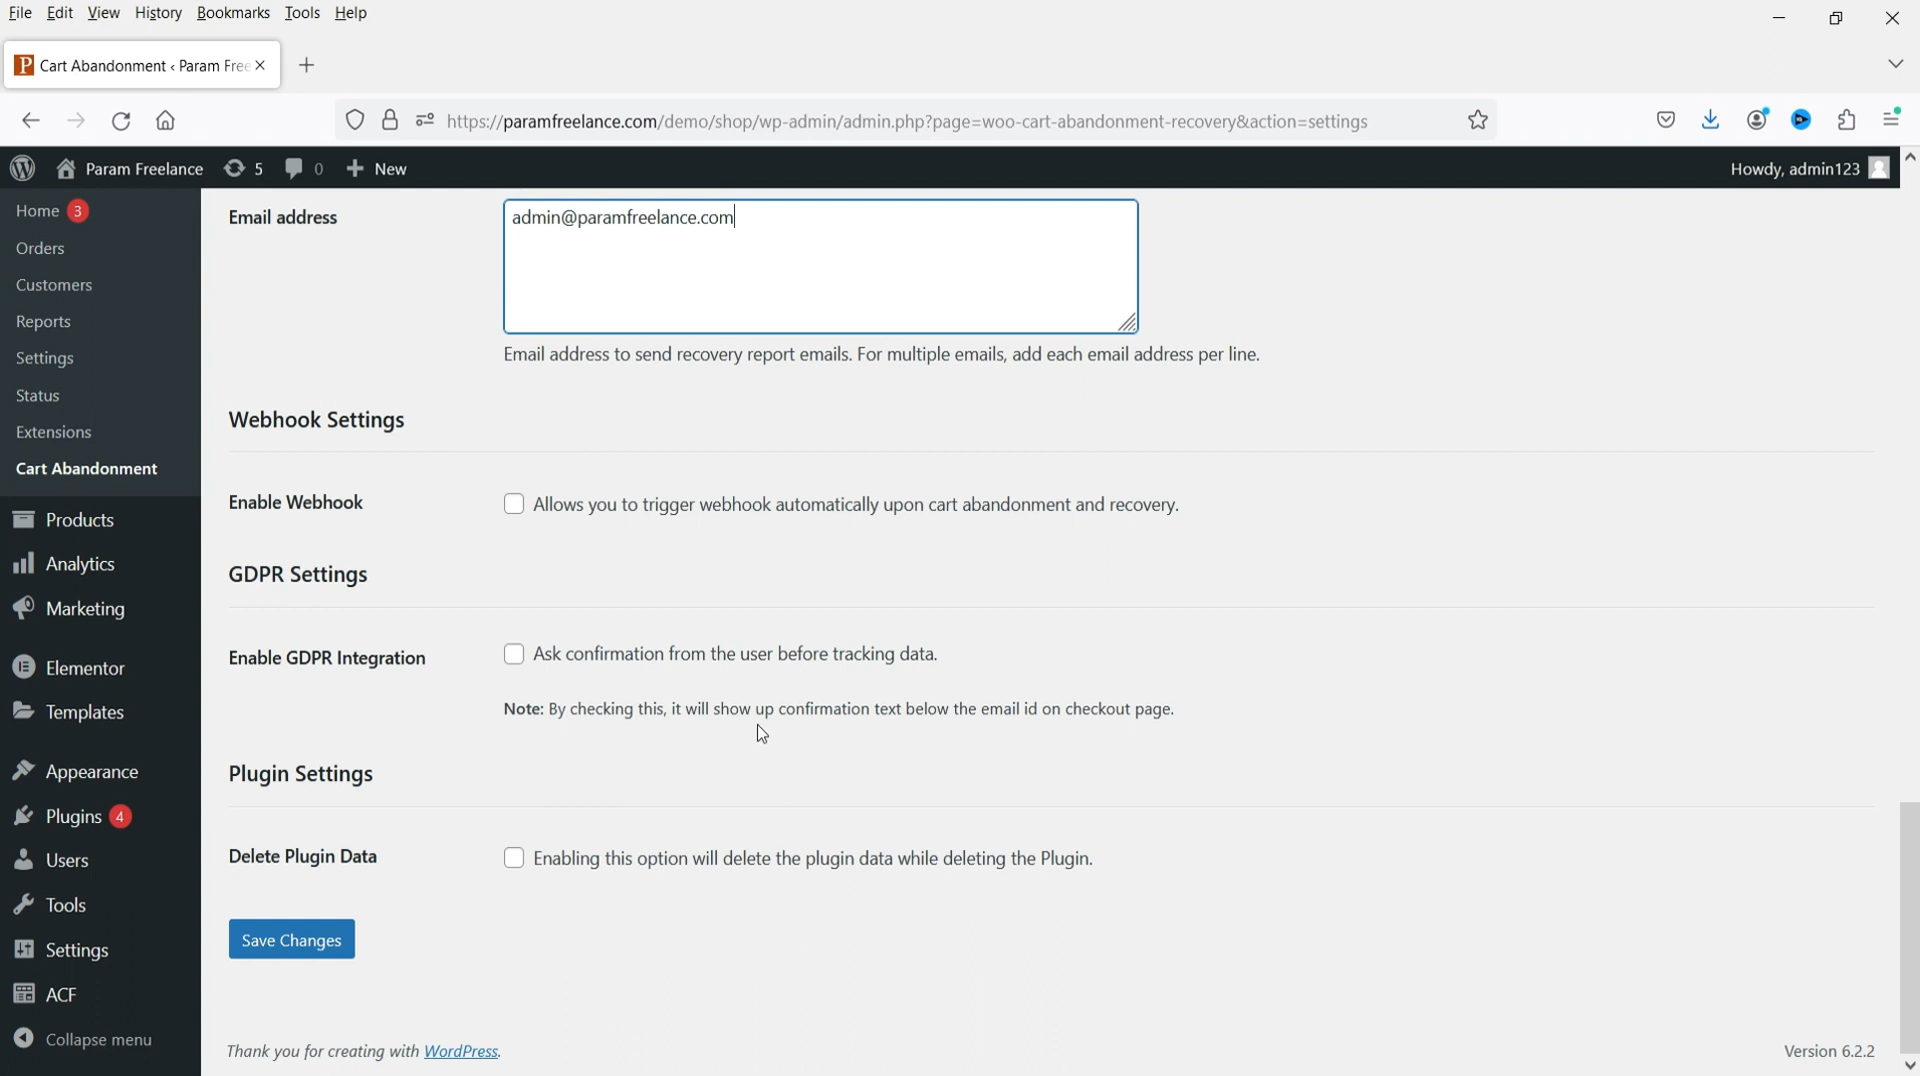 File Edit View History Bookmarks Tools Help
Cart Abandonment ‹ Param Free
https://paramfreelance.com/demo/shop/wp-admin/admin.php?page=woo-cart-abandonment-recovery&action=settings
Param Freelance 5 0 New Howdy, admin123
Home 3
Orders
Customers
Reports
Settings
Status
Extensions
Cart Abandonment
Products
Analytics
Marketing
Elementor
Templates
Appearance
Plugins 4
Users
Tools
Settings
ACF
Collapse menu
Email address
admin@paramfreelance.com
Email address to send recovery report emails. For multiple emails, add each email address per line.
Webhook Settings
Enable Webhook
Allows you to trigger webhook automatically upon cart abandonment and recovery.
GDPR Settings
Enable GDPR Integration
Ask confirmation from the user before tracking data.
Note: By checking this, it will show up confirmation text below the email id on checkout page.
Plugin Settings
Delete Plugin Data
Enabling this option will delete the plugin data while deleting the Plugin.
Save Changes
Thank you for creating with WordPress.
Version 6.2.2